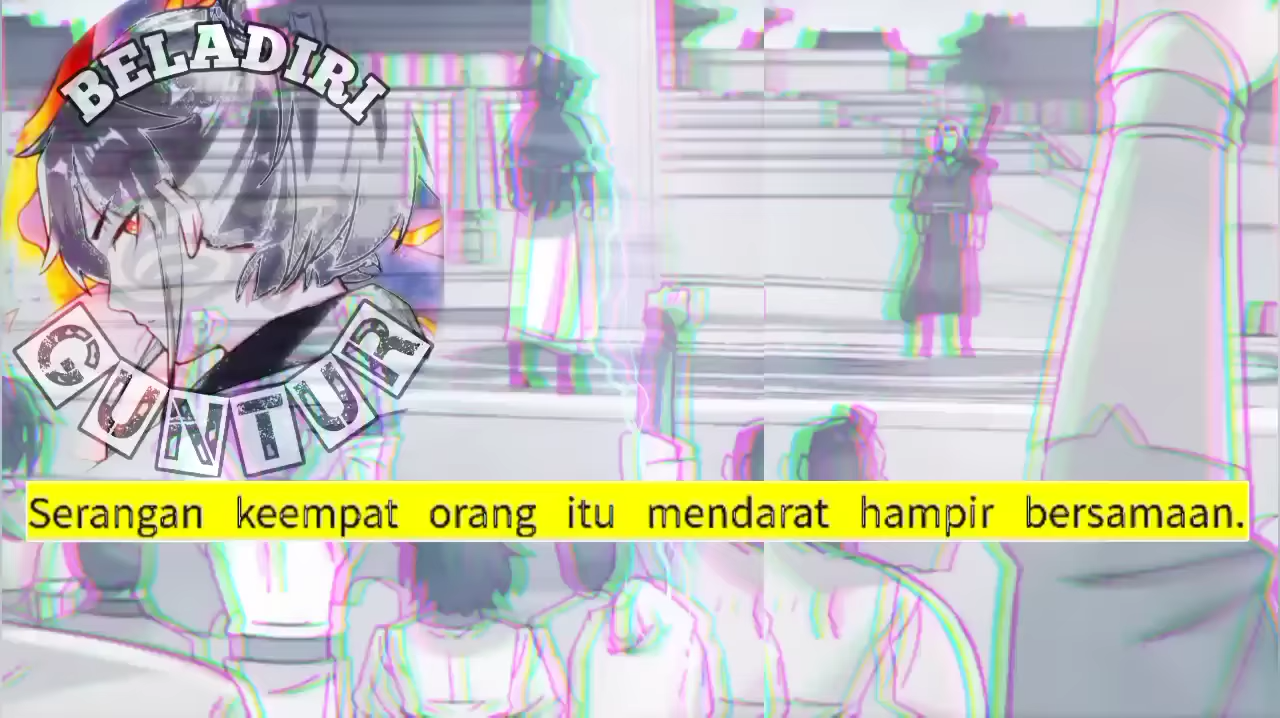 BELADIRI
GUNTUR
Serangan keempat orang itu mendarat hampir bersamaan.